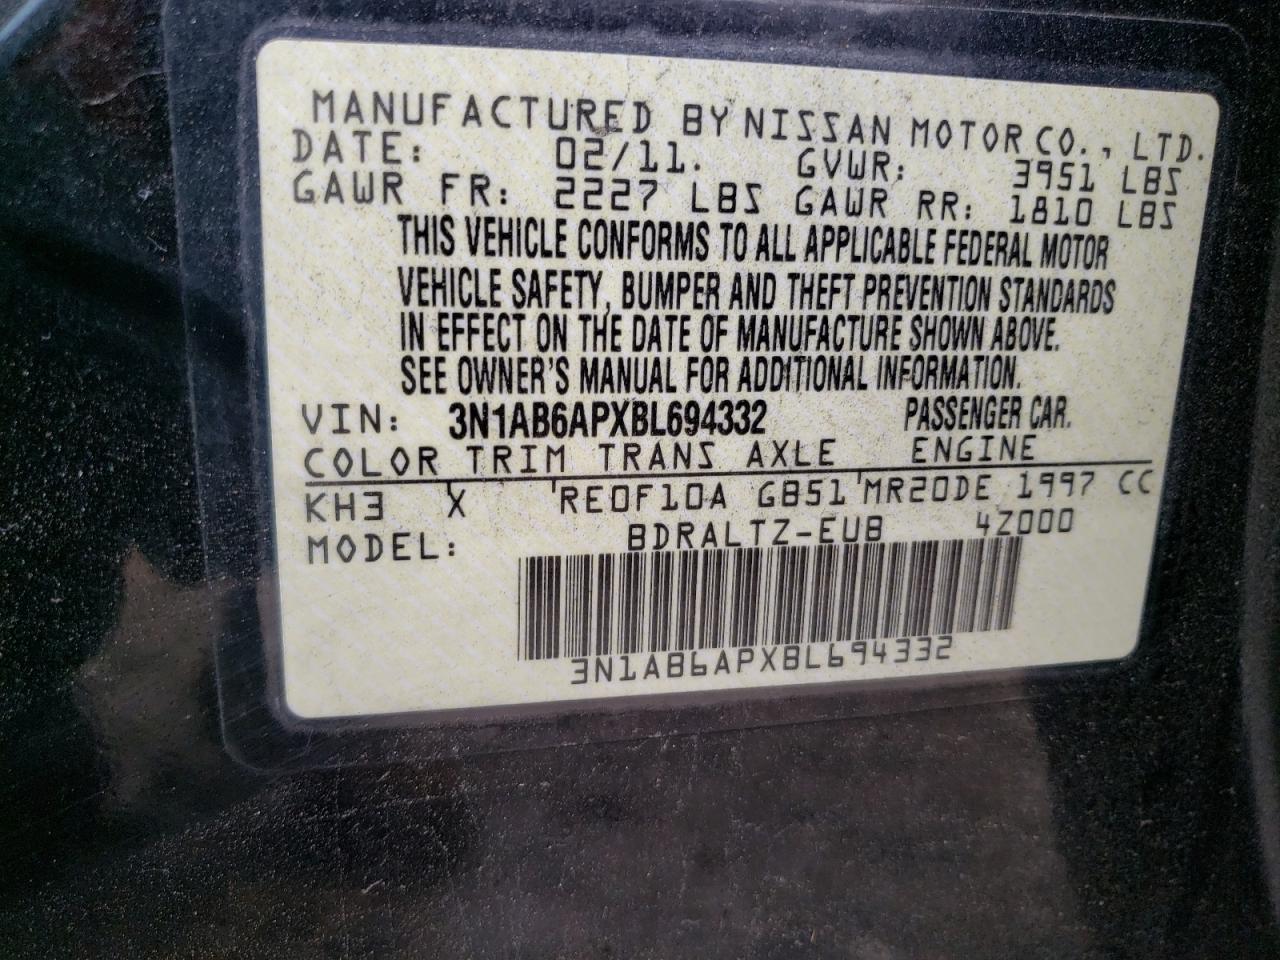 MANUFACTURED BY NISSAN MOTOR CO., LTD.
DATE: 02/11. GVWR: 3951 LBS
GAWR FR: 2227 LBS GAWR RR: 1810 LBS
THIS VEHICLE CONFORMS TO ALL APPLICABLE FEDERAL MOTOR
VEHICLE SAFETY, BUMPER AND THEFT PREVENTION STANDARDS
IN EFFECT ON THE DATE OF MANUFACTURE SHOWN ABOVE.
SEE OWNER'S MANUAL FOR ADDITIONAL INFORMATION.
VIN: 3N1AB6APXBL694332 PASSENGER CAR.
COLOR TRIM TRANS AXLE ENGINE
KH3 X RE0F10A GB51 MR20DE 1997 CC
MODEL: BDRALTZ-EUB 4Z000
3N1AB6APXBL694332